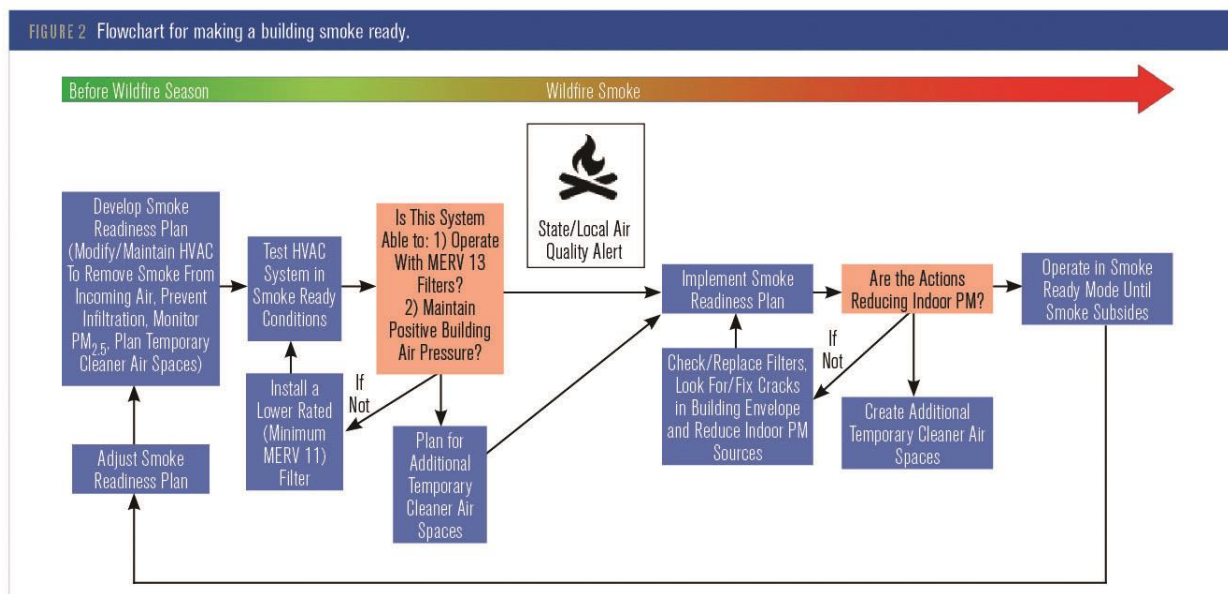 FIGURE 2 Flowchart for making a building smoke ready.
Before Wildfire Season
Wildfire Smoke
State/Local Air
Quality Alert
Develop Smoke
Readiness Plan
(Modify/Maintain HVAC
To Remove Smoke From
Incoming Air, Prevent
Infiltration, Monitor
PM2.5, Plan Temporary
Cleaner Air Spaces)
Test HVAC
System in
Smoke Ready
Conditions
Is This System
Able to: 1) Operate
With MERV 13
Filters?
2) Maintain
Positive Building
Air Pressure?
Implement Smoke
Readiness Plan
Are the Actions
Reducing Indoor PM?
Operate in Smoke
Ready Mode Until
Smoke Subsides
Adjust Smoke
Readiness Plan
Install a
Lower Rated
(Minimum
MERV 11)
Filter
If
Not
Plan for
Additional
Temporary
Cleaner Air
Spaces
Check/Replace Filters,
Look For/Fix Cracks
in Building Envelope
and Reduce Indoor PM
Sources
If
Not
Create Additional
Temporary Cleaner Air
Spaces